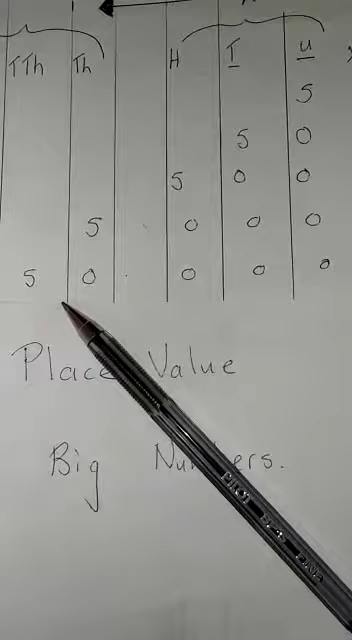 TTh Th H T U
5
5 0
5 0 0
5 0 0 0
5 0 0 0 0
Place Value
Big Numbers.
PILOT